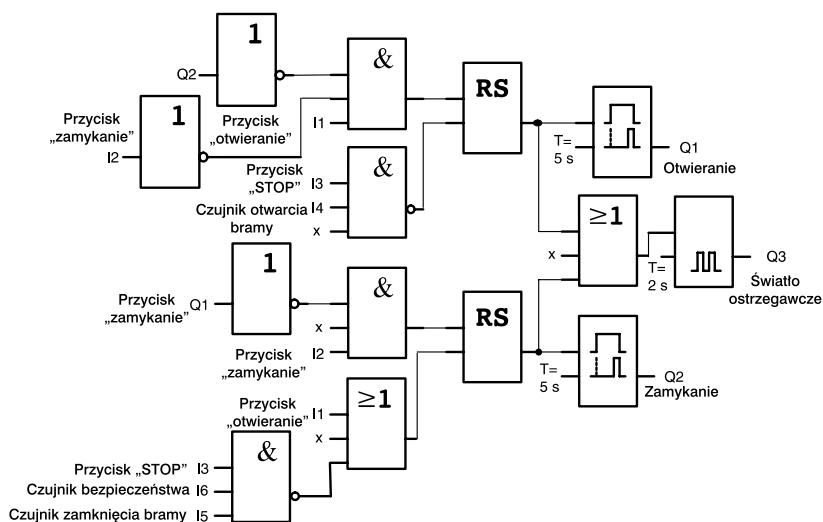 1
Q2
&
RS
Przycisk
„zamykanie”
1
Przycisk
„otwieranie”
I2
I1
T=
5 s
Q1
Otwieranie
&
Przycisk
„STOP”
I3
Czujnik otwarcia
bramy
I4
x
≥1
x
T=
2 s
Q3
Światło
ostrzegawcze
1
Przycisk
„zamykanie”
Q1
&
x
Przycisk
„zamykanie”
I2
RS
T=
5 s
Q2
Zamykanie
≥1
Przycisk
„otwieranie”
I1
x
&
Przycisk „STOP”
I3
Czujnik bezpieczeństwa
I6
Czujnik zamknięcia bramy
I5